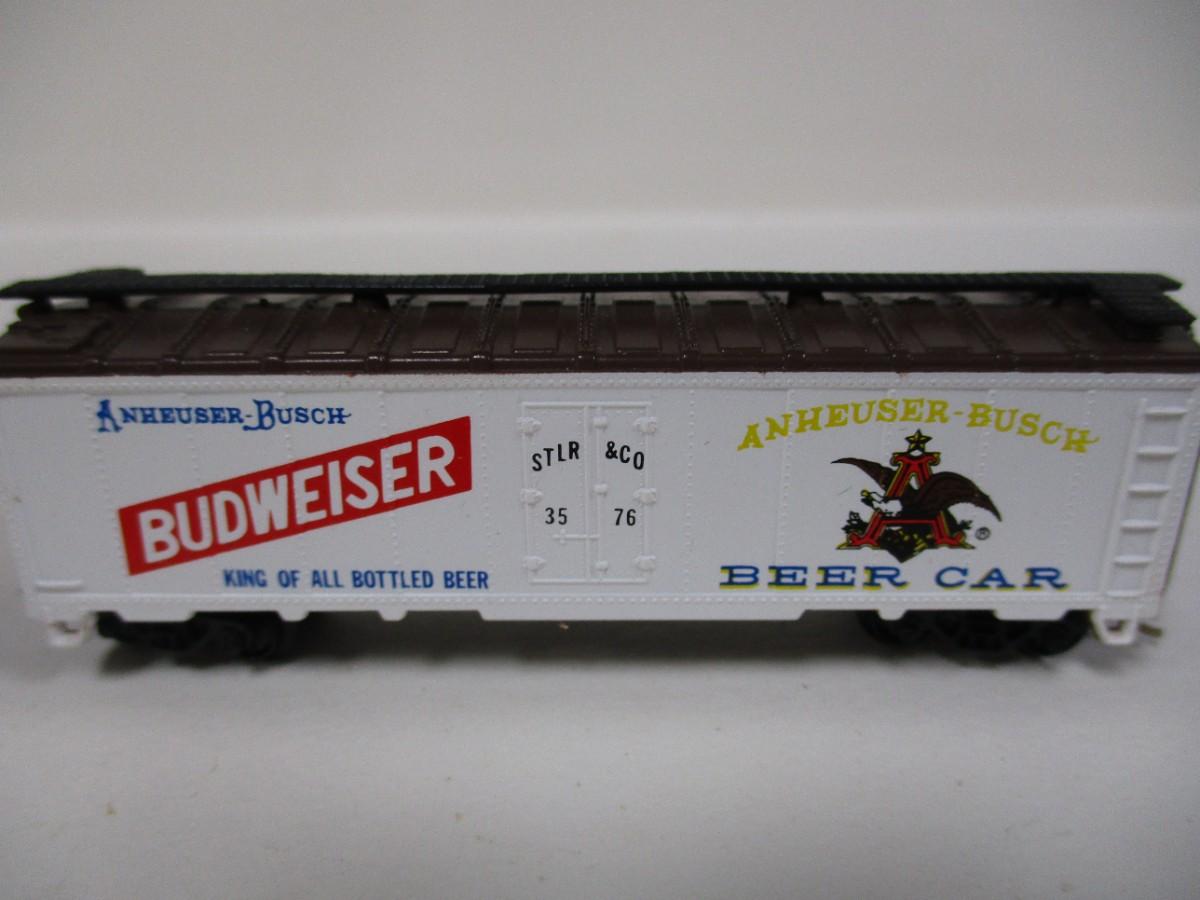 ANHEUSER-BUSCH
BUDWEISER
KING OF ALL BOTTLED BEER
STLR &CO
35 76
ANHEUSER-BUSCH
A
®
BEER CAR